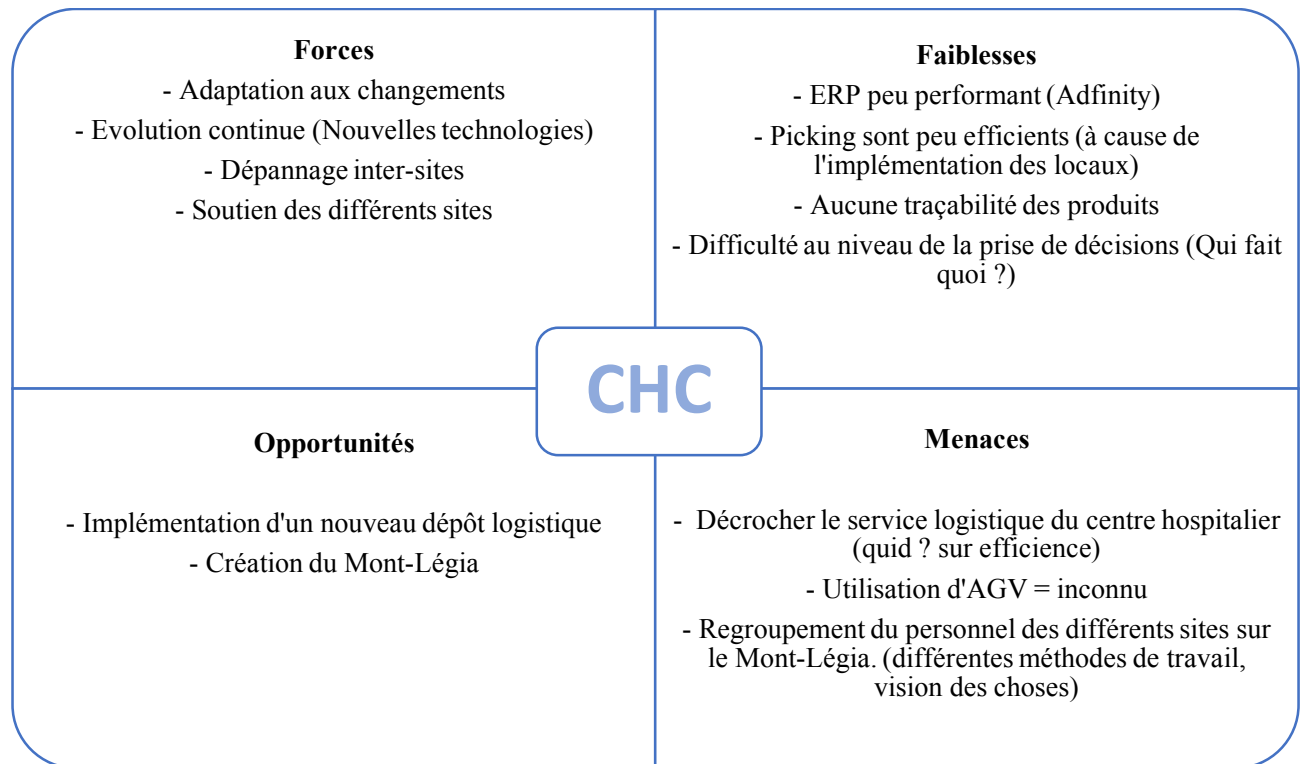 Forces
- Adaptation aux changements
- Evolution continue (Nouvelles technologies)
- Dépannage inter-sites
- Soutien des différents sites
Faiblesses
- ERP peu performant (Adfinity)
- Picking sont peu efficients (à cause de
l'implémentation des locaux)
- Aucune traçabilité des produits
- Difficulté au niveau de la prise de décisions (Qui fait
quoi ?)
CHC
Opportunités
- Implémentation d'un nouveau dépôt logistique
- Création du Mont-Légia
Menaces
- Décrocher le service logistique du centre hospitalier
(quid ? sur efficience)
- Utilisation d'AGV = inconnu
- Regroupement du personnel des différents sites sur
le Mont-Légia. (différentes méthodes de travail,
vision des choses)